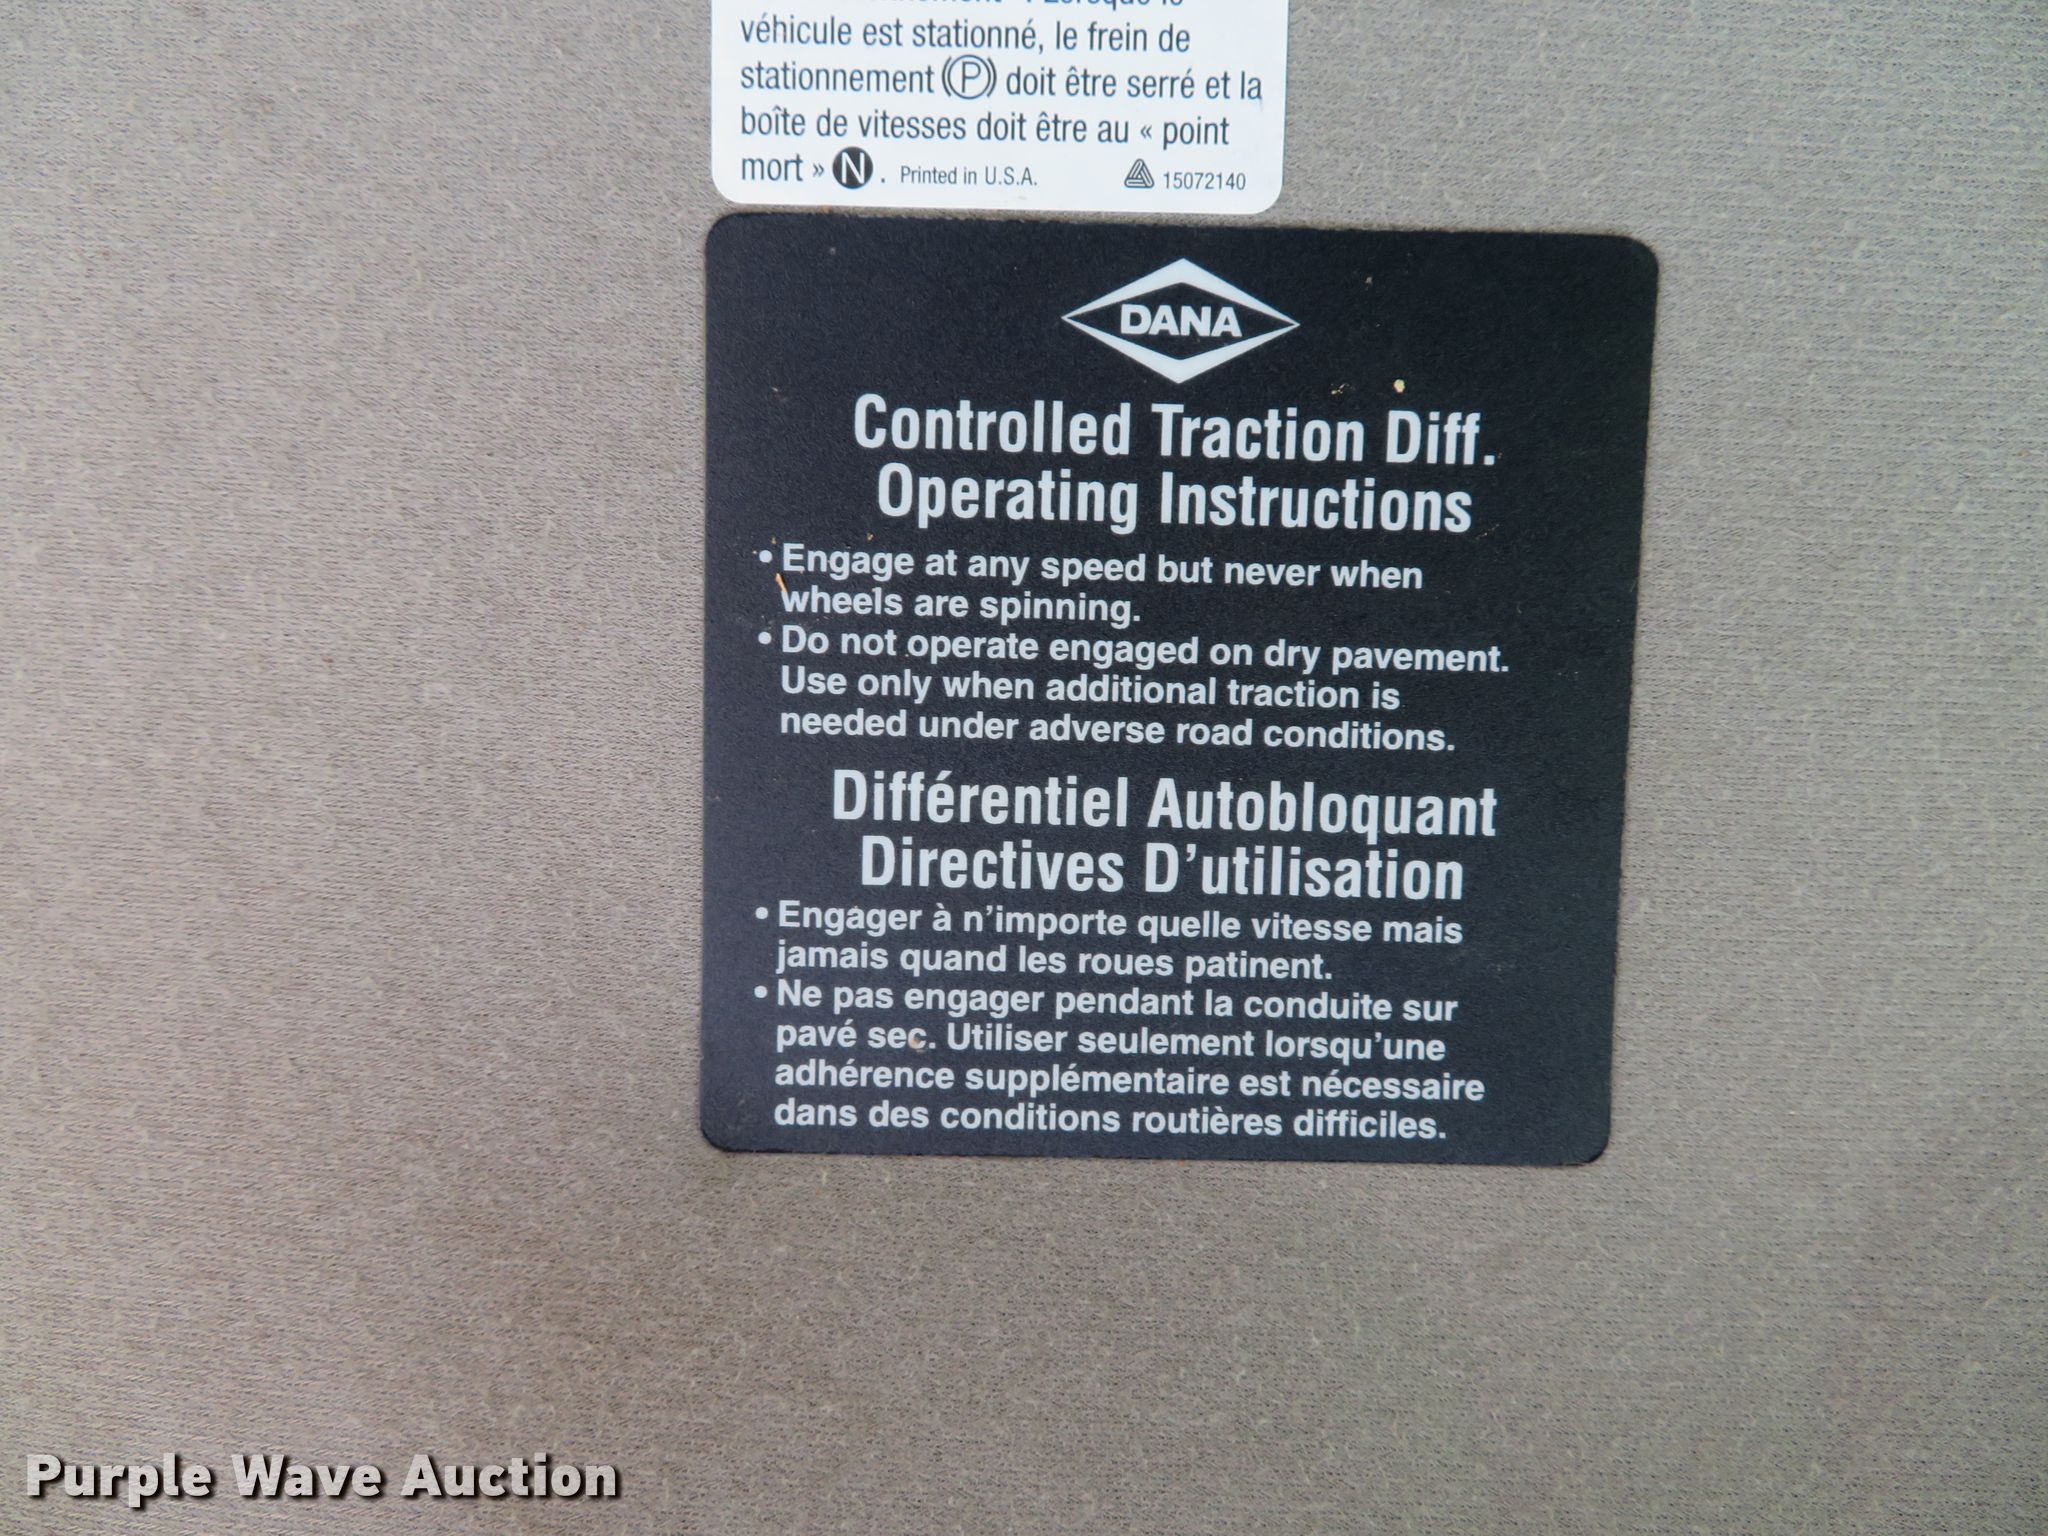 véhicule est stationné, le frein de
stationnement (P) doit être serré et la
boîte de vitesses doit être au « point
mort » N . Printed in U.S.A. 15072140
DANA
Controlled Traction Diff.
Operating Instructions
• Engage at any speed but never when
wheels are spinning.
• Do not operate engaged on dry pavement.
Use only when additional traction is
needed under adverse road conditions.
Différentiel Autobloquant
Directives D'utilisation
• Engager à n'importe quelle vitesse mais
jamais quand les roues patinent.
• Ne pas engager pendant la conduite sur
pavé sec. Utiliser seulement lorsqu'une
adhérence supplémentaire est nécessaire
dans des conditions routières difficiles.
Purple Wave Auction